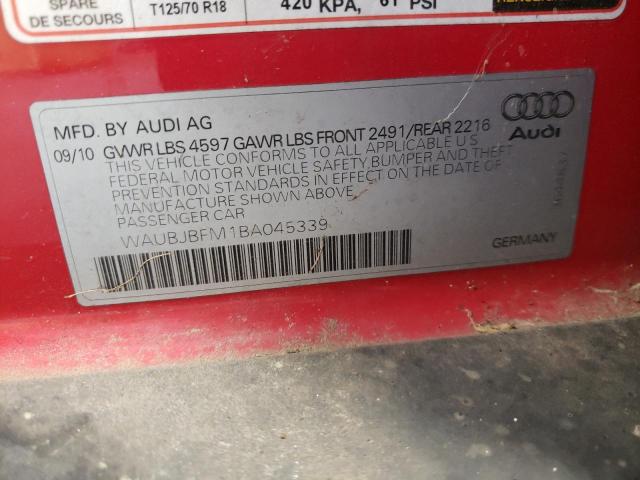 SPARE
DE SECOURS
T125/70 R18
420 KPA, 61 PSI
MFD. BY AUDI AG
09/10 GVWR LBS 4597 GAWR LBS FRONT 2491/REAR 2216
THIS VEHICLE CONFORMS TO ALL APPLICABLE U S
FEDERAL MOTOR VEHICLE SAFETY, BUMPER AND THEFT
PREVENTION STANDARDS IN EFFECT ON THE DATE OF
MANUFACTURE SHOWN ABOVE.
PASSENGER CAR
WAUBJBFM1BA045339
Audi
GERMANY